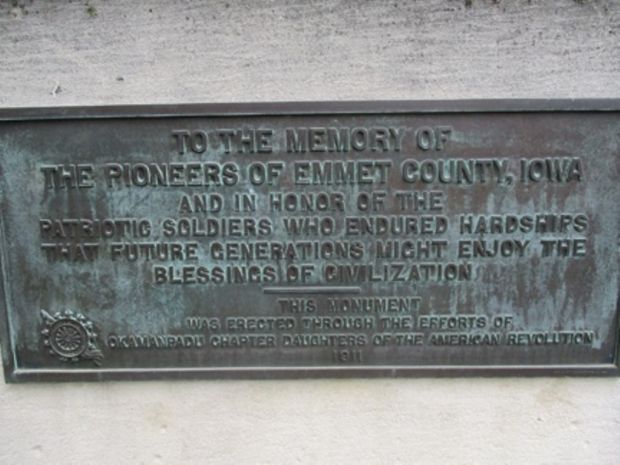 TO THE MEMORY OF
THE PIONEERS OF EMMET COUNTY, IOWA
AND IN HONOR OF THE
PATRIOTIC SOLDIERS WHO ENDURED HARDSHIPS
THAT FUTURE GENERATIONS MIGHT ENJOY THE
BLESSINGS OF CIVILIZATION
THIS MONUMENT
WAS ERECTED THROUGH THE EFFORTS OF
OKAMANPADU CHAPTER DAUGHTERS OF THE AMERICAN REVOLUTION
1911